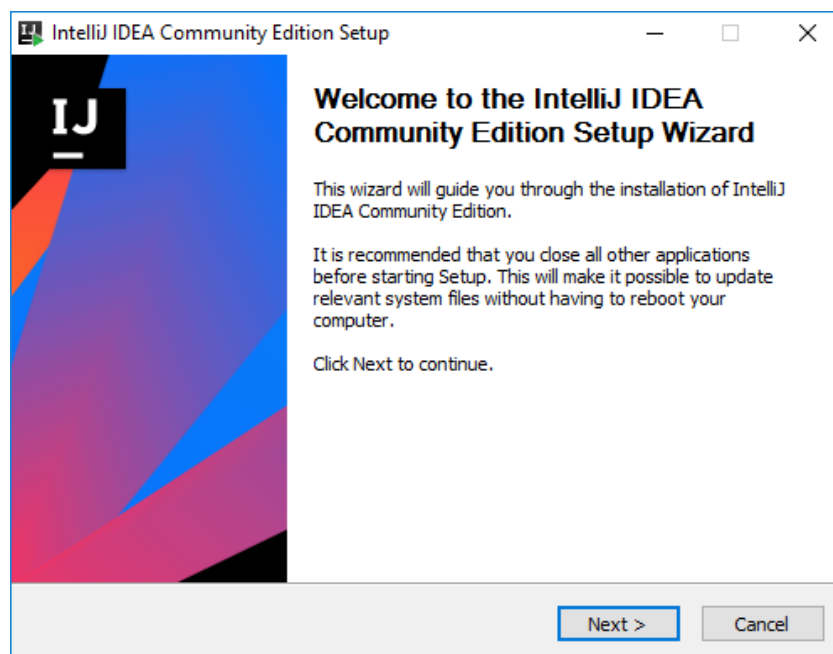 IntelliJ IDEA Community Edition Setup
IJ
Welcome to the IntelliJ IDEA
Community Edition Setup Wizard
This wizard will guide you through the installation of IntelliJ
IDEA Community Edition.
It is recommended that you close all other applications
before starting Setup. This will make it possible to update
relevant system files without having to reboot your
computer.
Click Next to continue.
Next >
Cancel